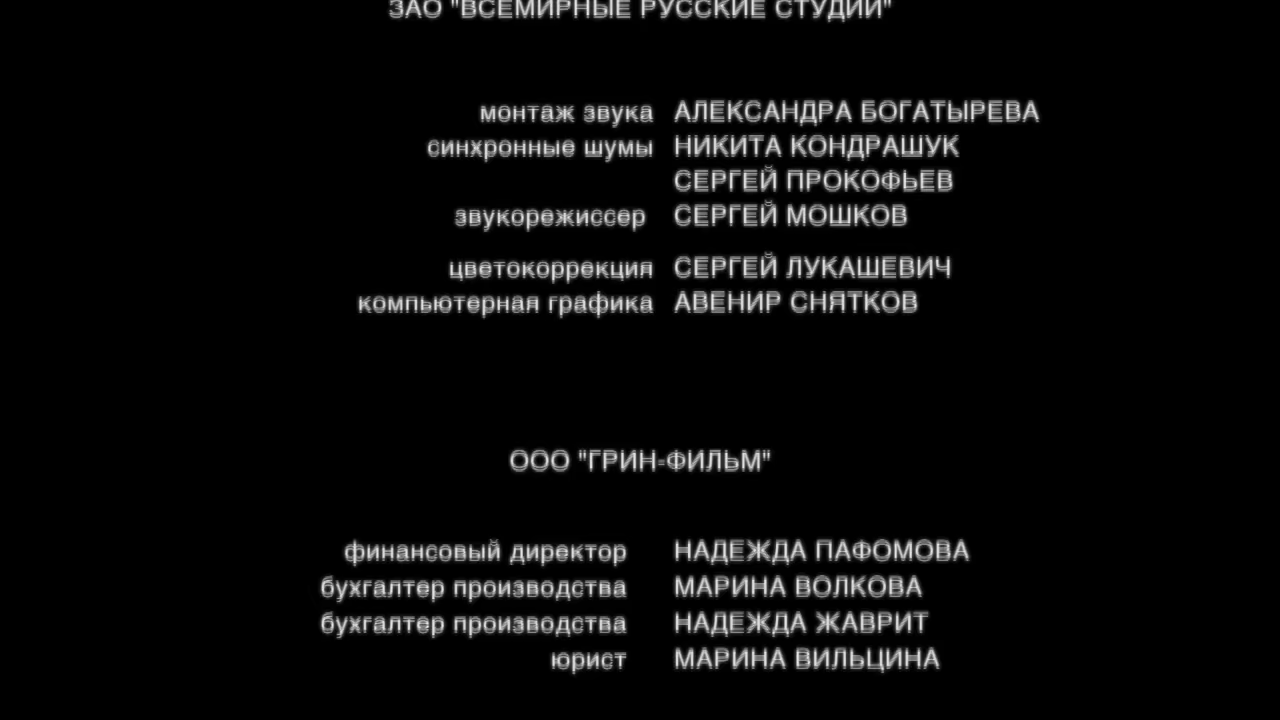 ЗАО "ВСЕМИРНЫЕ РУССКИЕ СТУДИИ"
монтаж звука АЛЕКСАНДРА БОГАТЫРЕВА
синхронные шумы НИКИТА КОНДРАШУК
СЕРГЕЙ ПРОКОФЬЕВ
звукорежиссер СЕРГЕЙ МОШКОВ
цветокоррекция СЕРГЕЙ ЛУКАШЕВИЧ
компьютерная графика АВЕНИР СНЯТКОВ
ООО "ГРИН-ФИЛЬМ"
финансовый директор НАДЕЖДА ПАФОМОВА
бухгалтер производства МАРИНА ВОЛКОВА
бухгалтер производства НАДЕЖДА ЖАВРИТ
юрист МАРИНА ВИЛЬЦИНА